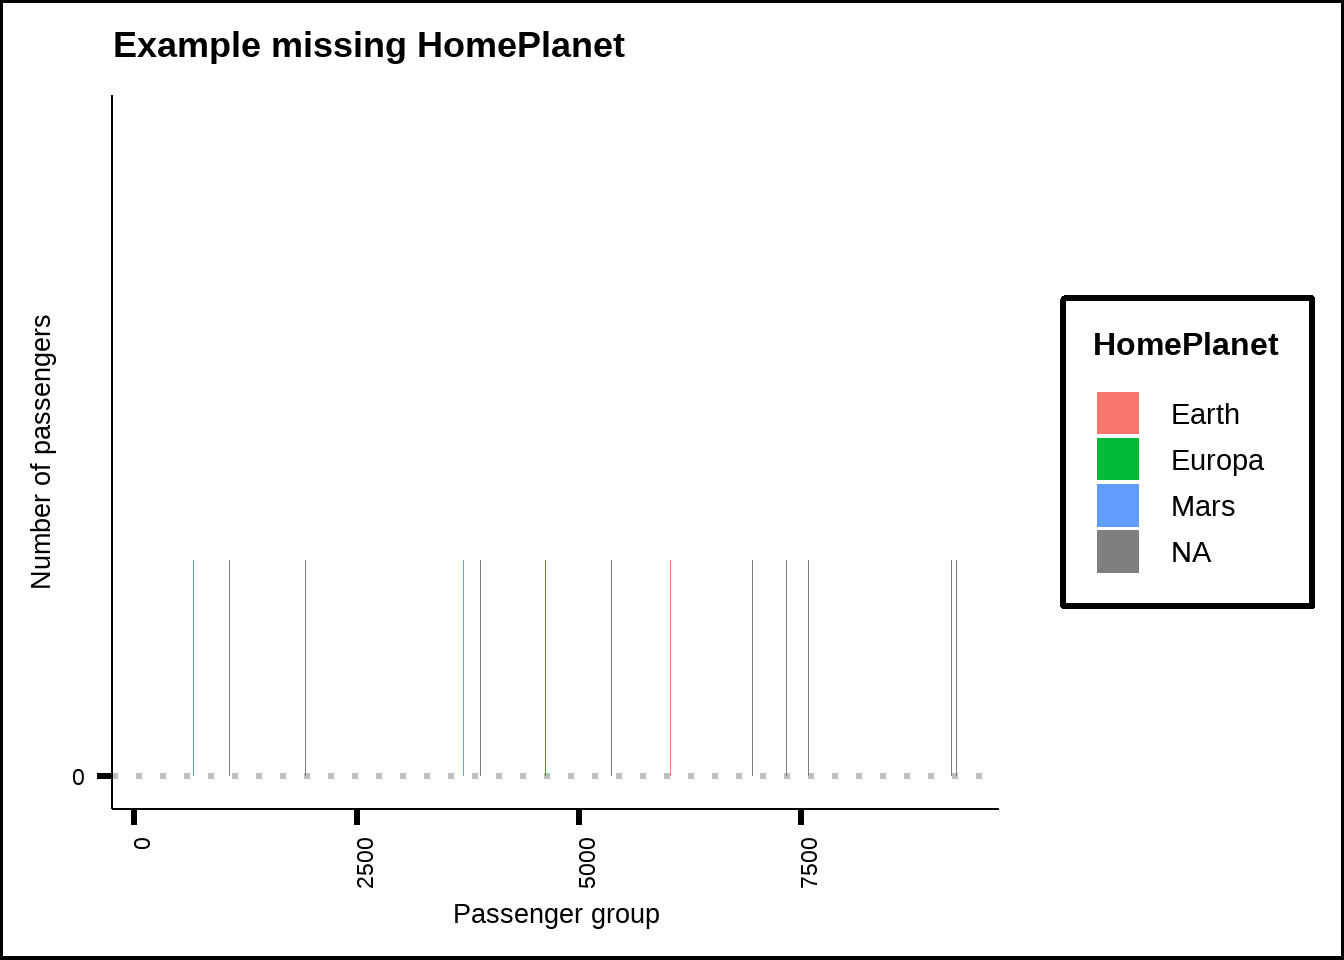 Example missing HomePlanet
Number of passengers
0
0
2500
5000
7500
Passenger group
HomePlanet
Earth
Europa
Mars
NA